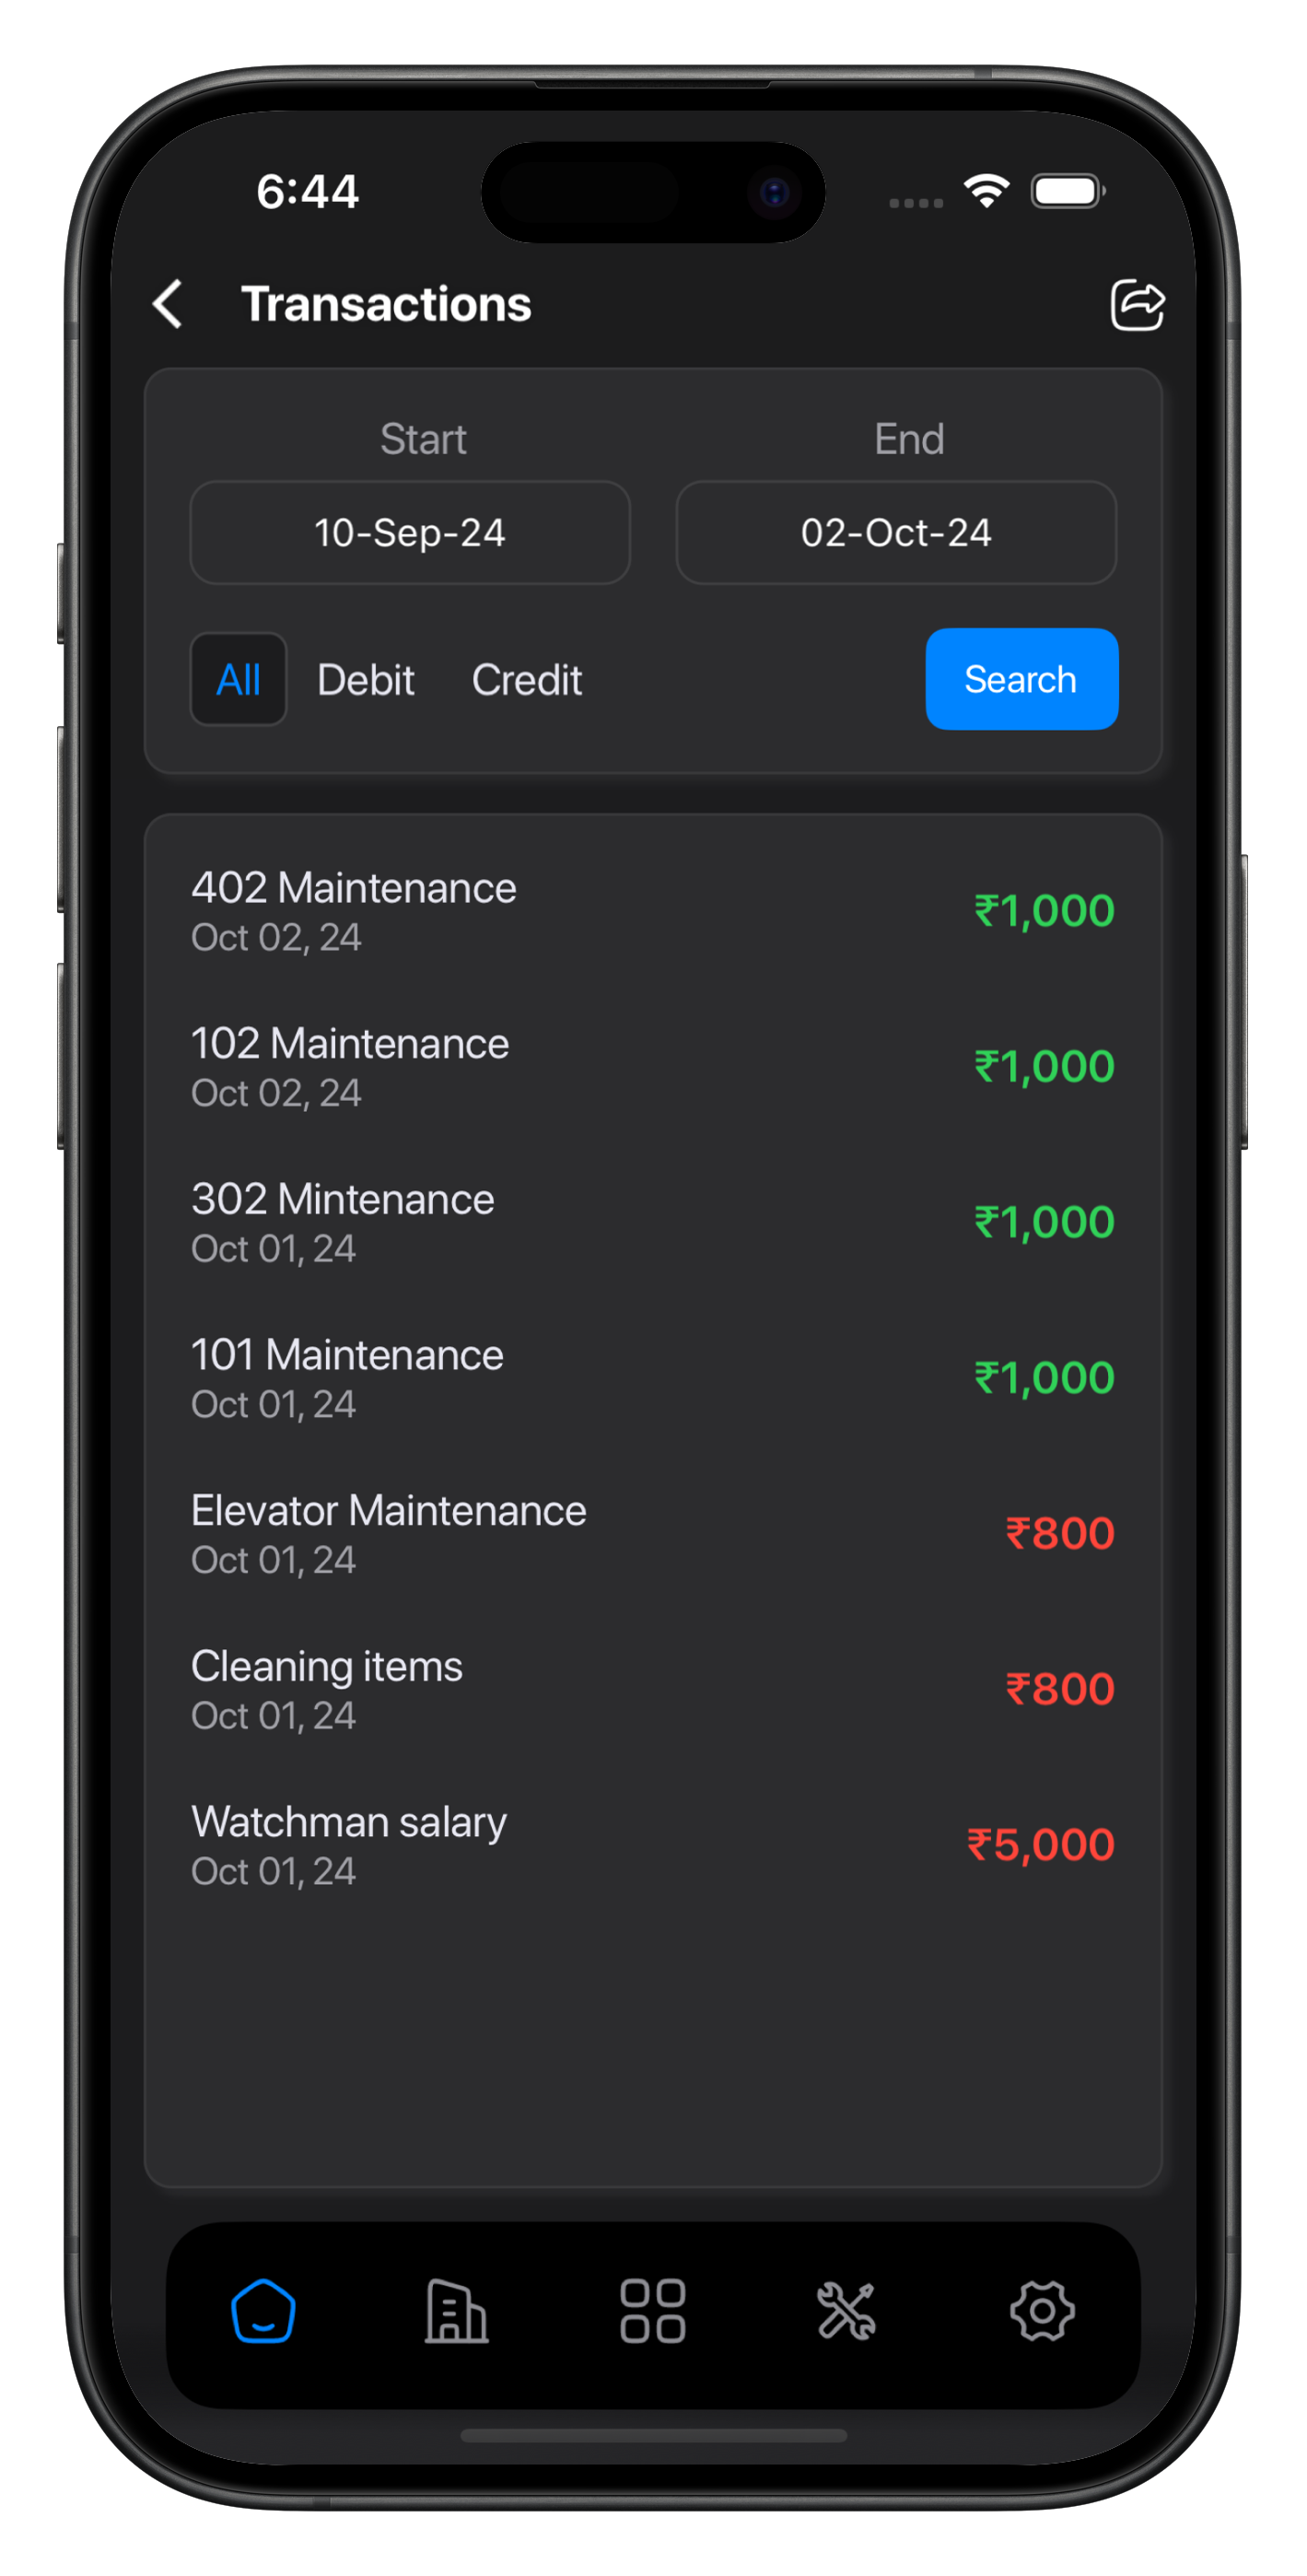 6:44
Transactions
Start End
10-Sep-24 02-Oct-24
All Debit Credit Search
402 Maintenance
₹1,000
Oct 02, 24
102 Maintenance
₹1,000
Oct 02, 24
302 Mintenance
₹1,000
Oct 01, 24
101 Maintenance
₹1,000
Oct 01, 24
Elevator Maintenance
₹800
Oct 01, 24
Cleaning items
₹800
Oct 01, 24
Watchman salary
₹5,000
Oct 01, 24